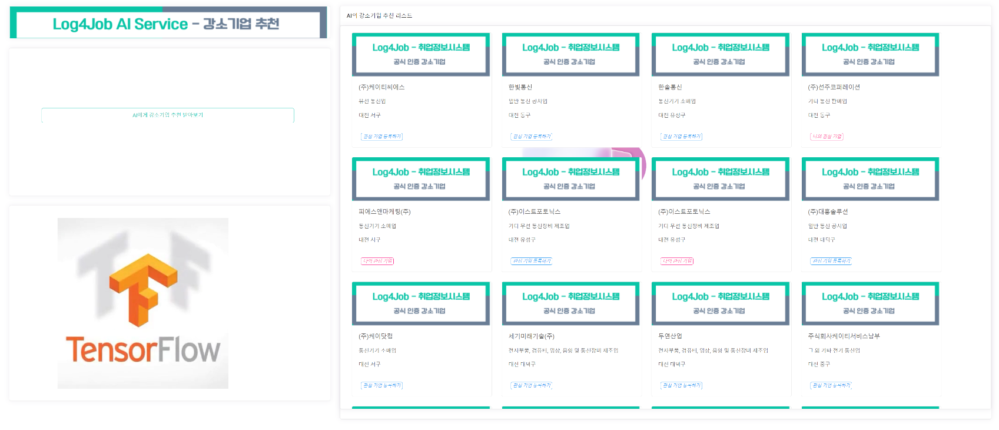 Log4Job AI Service - 강소기업 추천
AI에게 강소기업 추천 받아보기
TensorFlow
AI의 강소기업 추천 리스트
Log4Job - 취업정보시스템
공식 인증 강소기업
(주)케이티씨에스
유선 통신업
대전 서구
관심 기업 등록하기
Log4Job - 취업정보시스템
공식 인증 강소기업
한빛통신
일반 통신 공사업
대전 동구
관심 기업 등록하기
Log4Job - 취업정보시스템
공식 인증 강소기업
한솔통신
통신기기 소매업
대전 유성구
관심 기업 등록하기
Log4Job - 취업정보시스템
공식 인증 강소기업
(주)선주코퍼레이션
기타 통신 판매업
대전 동구
나의 관심 기업
Log4Job - 취업정보시스템
공식 인증 강소기업
피에스앤마케팅(주)
통신기기 소매업
대전 서구
나의 관심 기업
Log4Job - 취업정보시스템
공식 인증 강소기업
(주)이스트포토닉스
기타 무선 통신장비 제조업
대전 유성구
관심 기업 등록하기
Log4Job - 취업정보시스템
공식 인증 강소기업
(주)이스트포토닉스
기타 무선 통신장비 제조업
대전 유성구
나의 관심 기업
Log4Job - 취업정보시스템
공식 인증 강소기업
(주)대흥솔루션
일반 통신 공사업
대전 대덕구
관심 기업 등록하기
Log4Job - 취업정보시스템
공식 인증 강소기업
(주)케이닷컴
통신기기 소매업
대전 서구
관심 기업 등록하기
Log4Job - 취업정보시스템
공식 인증 강소기업
세기미래기술(주)
전자부품, 컴퓨터, 영상, 음향 및 통신장비 제조업
대전 대덕구
관심 기업 등록하기
Log4Job - 취업정보시스템
공식 인증 강소기업
두연산업
전자부품, 컴퓨터, 영상, 음향 및 통신장비 제조업
대전 대덕구
관심 기업 등록하기
Log4Job - 취업정보시스템
공식 인증 강소기업
주식회사케이티서비스남부
그 외 기타 전기 통신업
대전 중구
관심 기업 등록하기